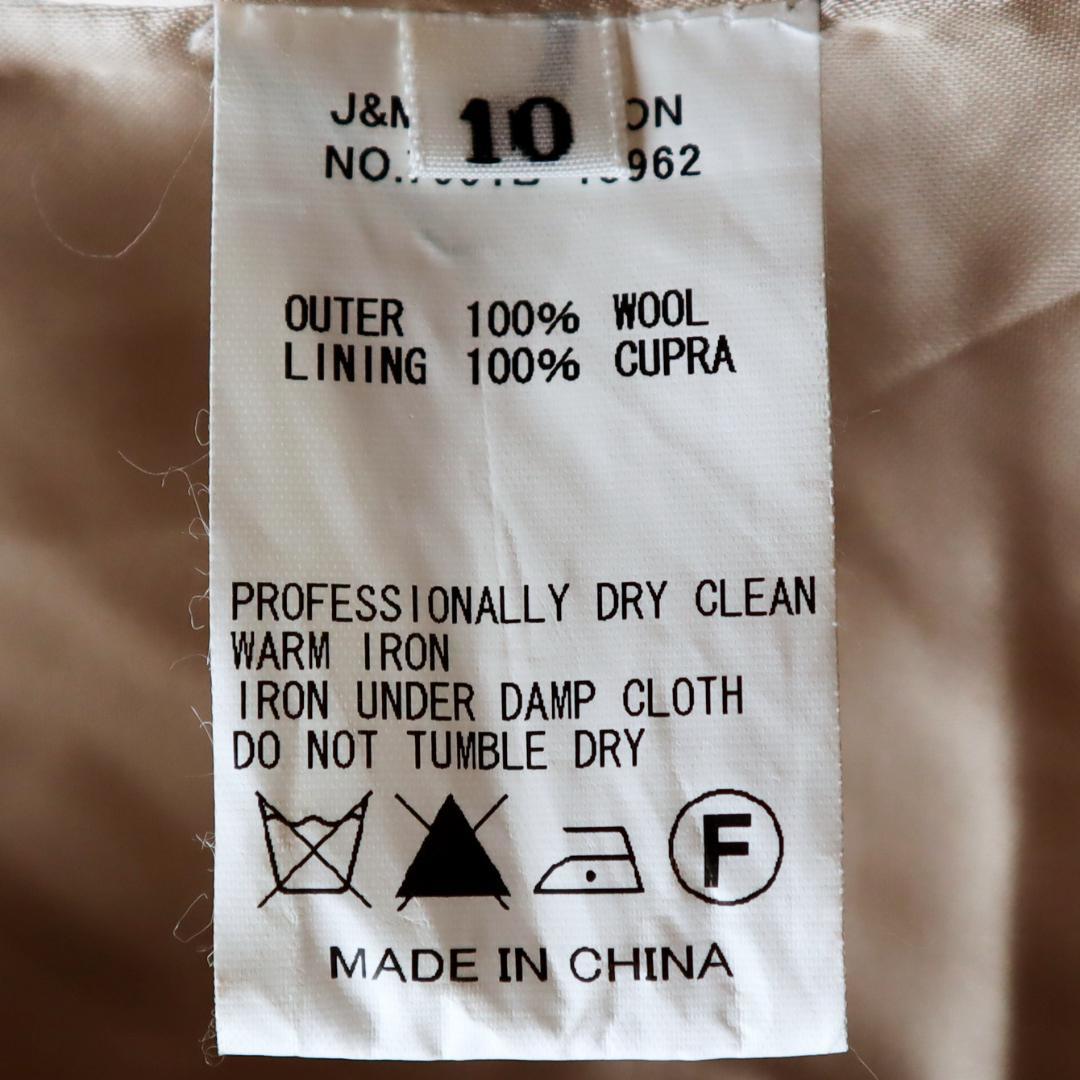 10
962
OUTER 100% WOOL
LINING 100% CUPRA
PROFESSIONALLY DRY CLEAN
WARM IRON
IRON UNDER DAMP CLOTH
DO NOT TUMBLE DRY
F
MADE IN CHINA